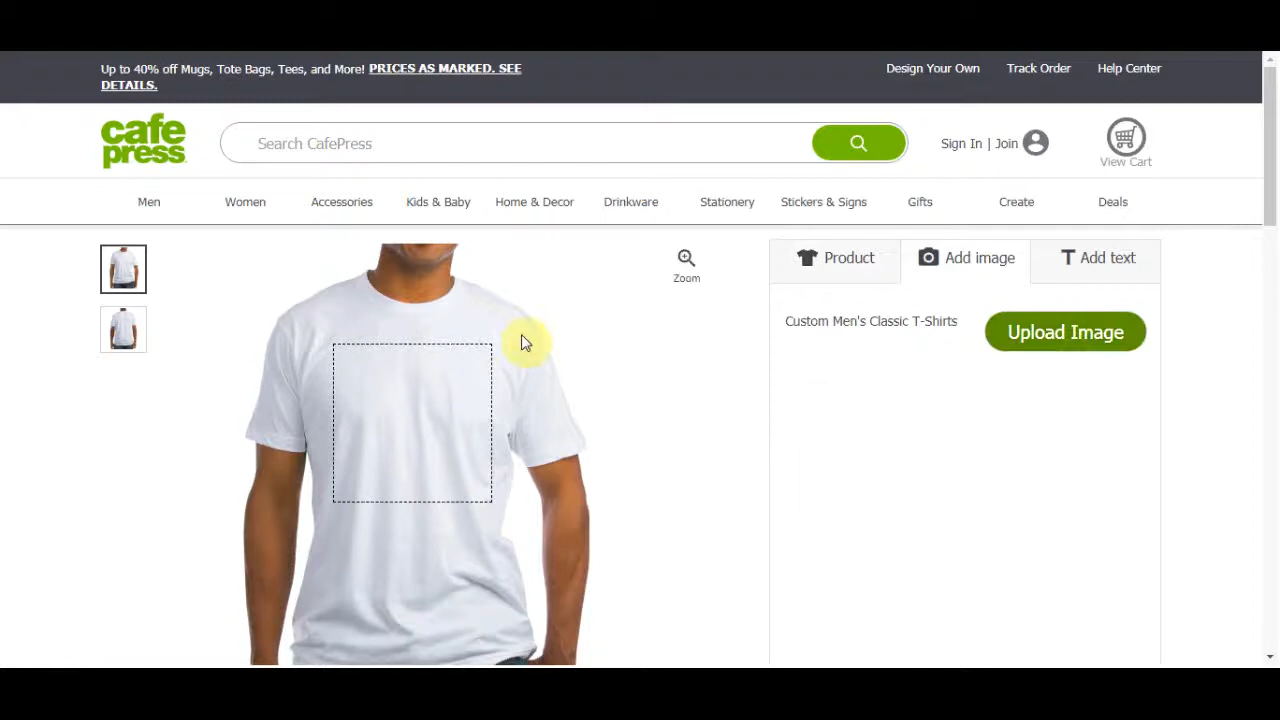 Up to 40% off Mugs, Tote Bags, Tees, and More! PRICES AS MARKED. SEE
DETAILS.
Design Your Own
Track Order
Help Center
cafe
press
Search CafePress
Sign In | Join
View Cart
Men
Women
Accessories
Kids & Baby
Home & Decor
Drinkware
Stationery
Stickers & Signs
Gifts
Create
Deals
Zoom
Product
Add image
Add text
Custom Men's Classic T-Shirts
Upload Image